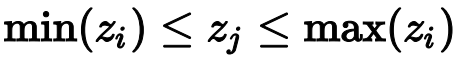 min(z_i) ≤ z_j ≤ max(z_i)